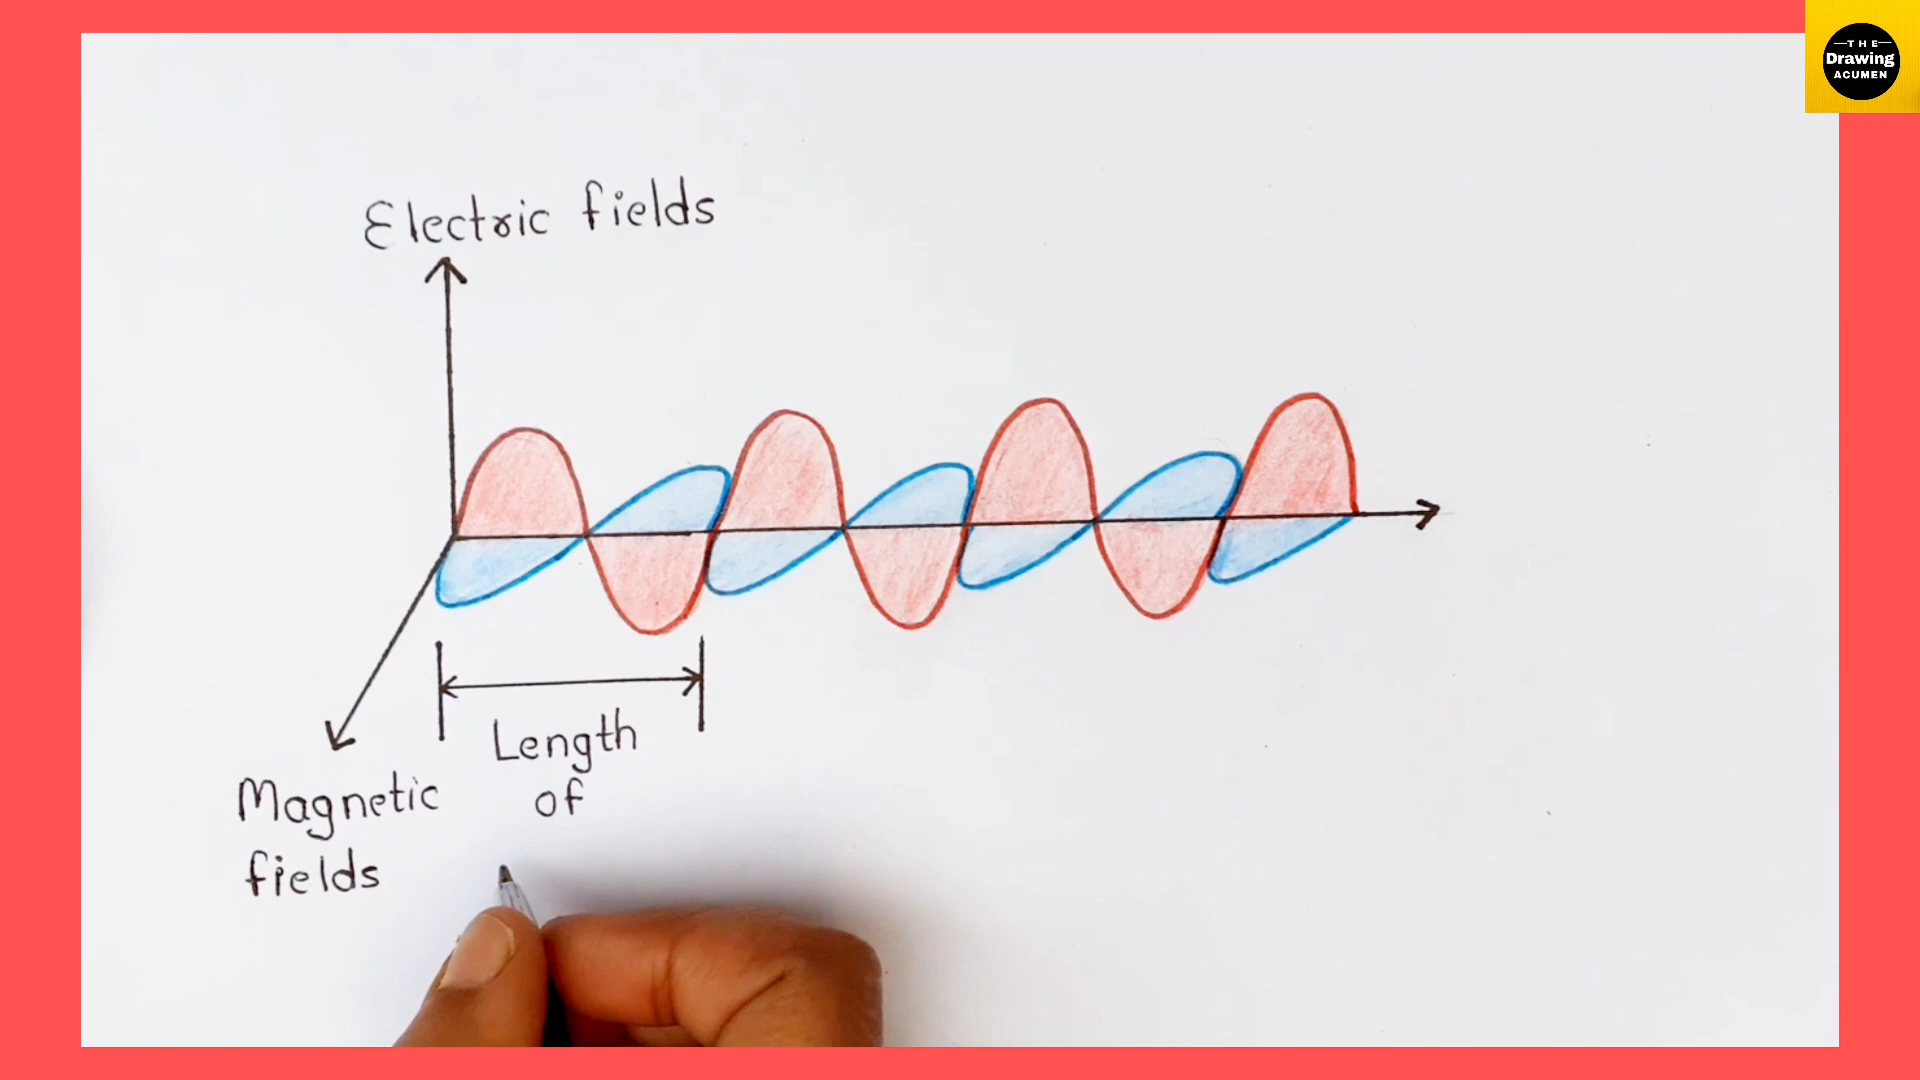 THE
Drawing
ACUMEN
Electric fields
Length
of
Magnetic
fields